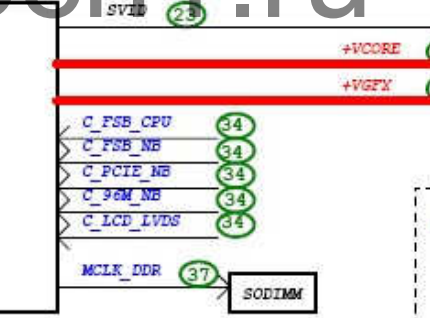 SVID 23
+VCORE
+VGFX
C_FSB_CPU 34
C_FSB_NB 34
C_PCIE_NB 34
C_96M_NB 34
C_LCD_LVDS 34
MCLK_DDR 37
SODIMM